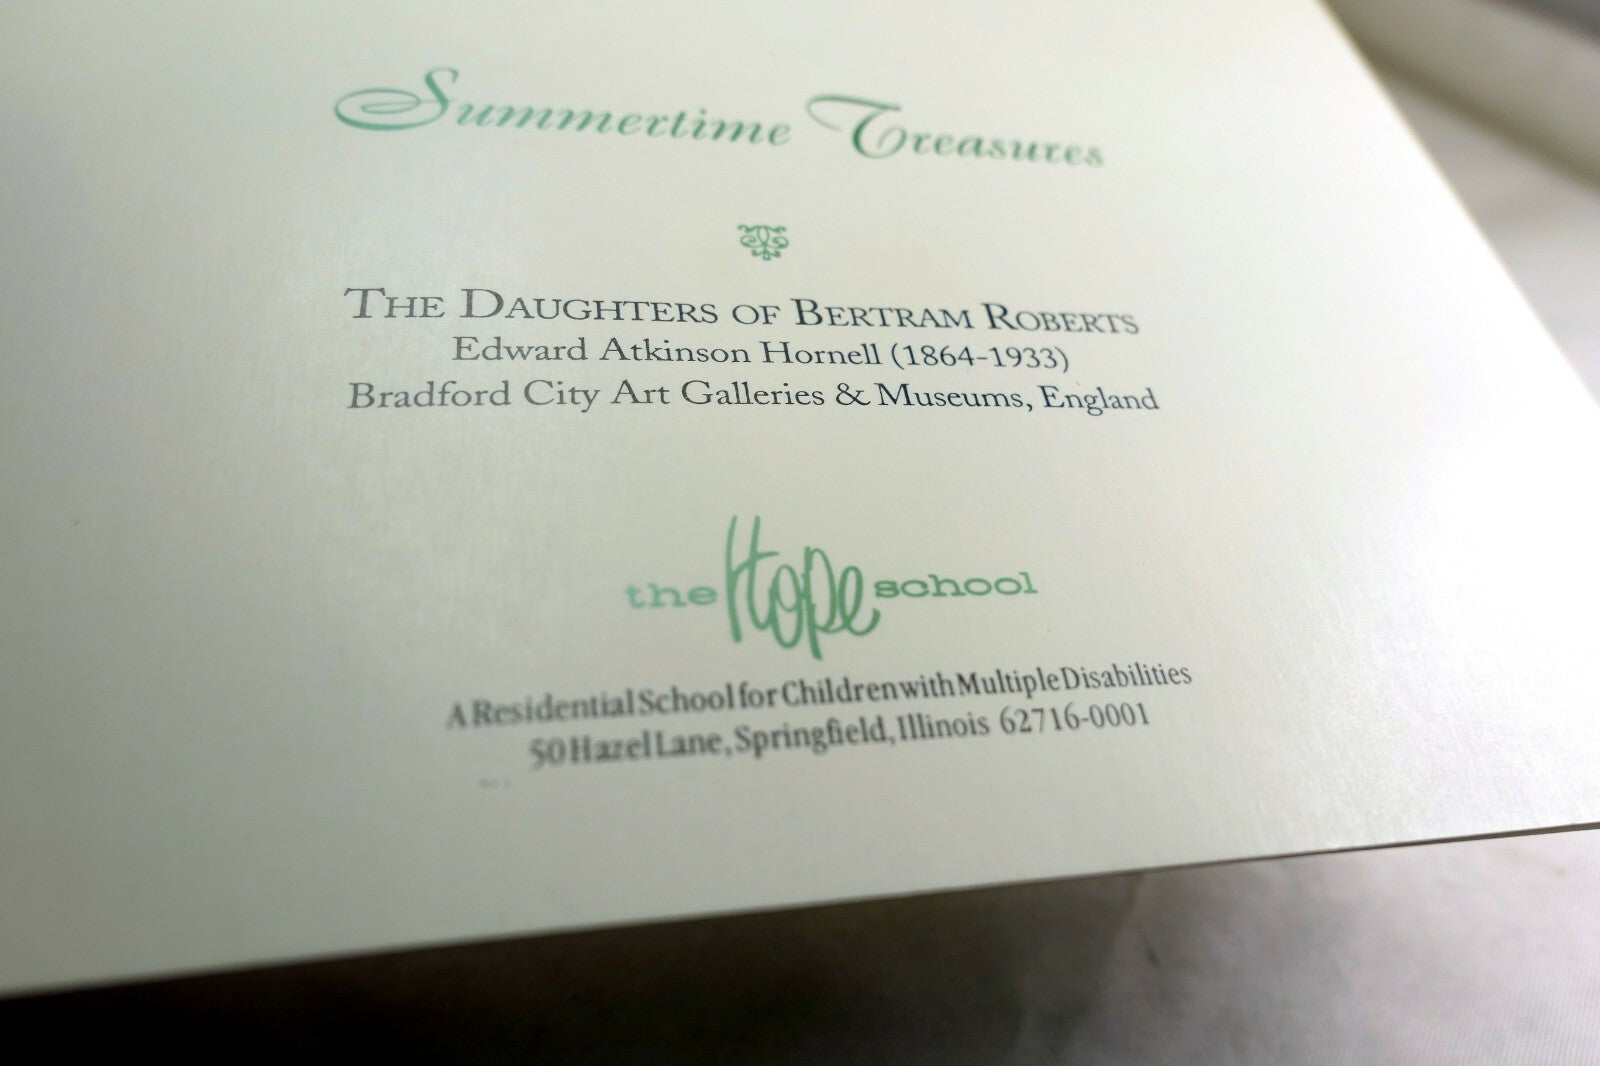 Summertime Treasures
THE DAUGHTERS OF BERTRAM ROBERTS
Edward Atkinson Hornell (1864-1933)
Bradford City Art Galleries & Museums, England
the Hope school
A Residential School for Children with Multiple Disabilities
50 Hazel Lane, Springfield, Illinois 62716-0001